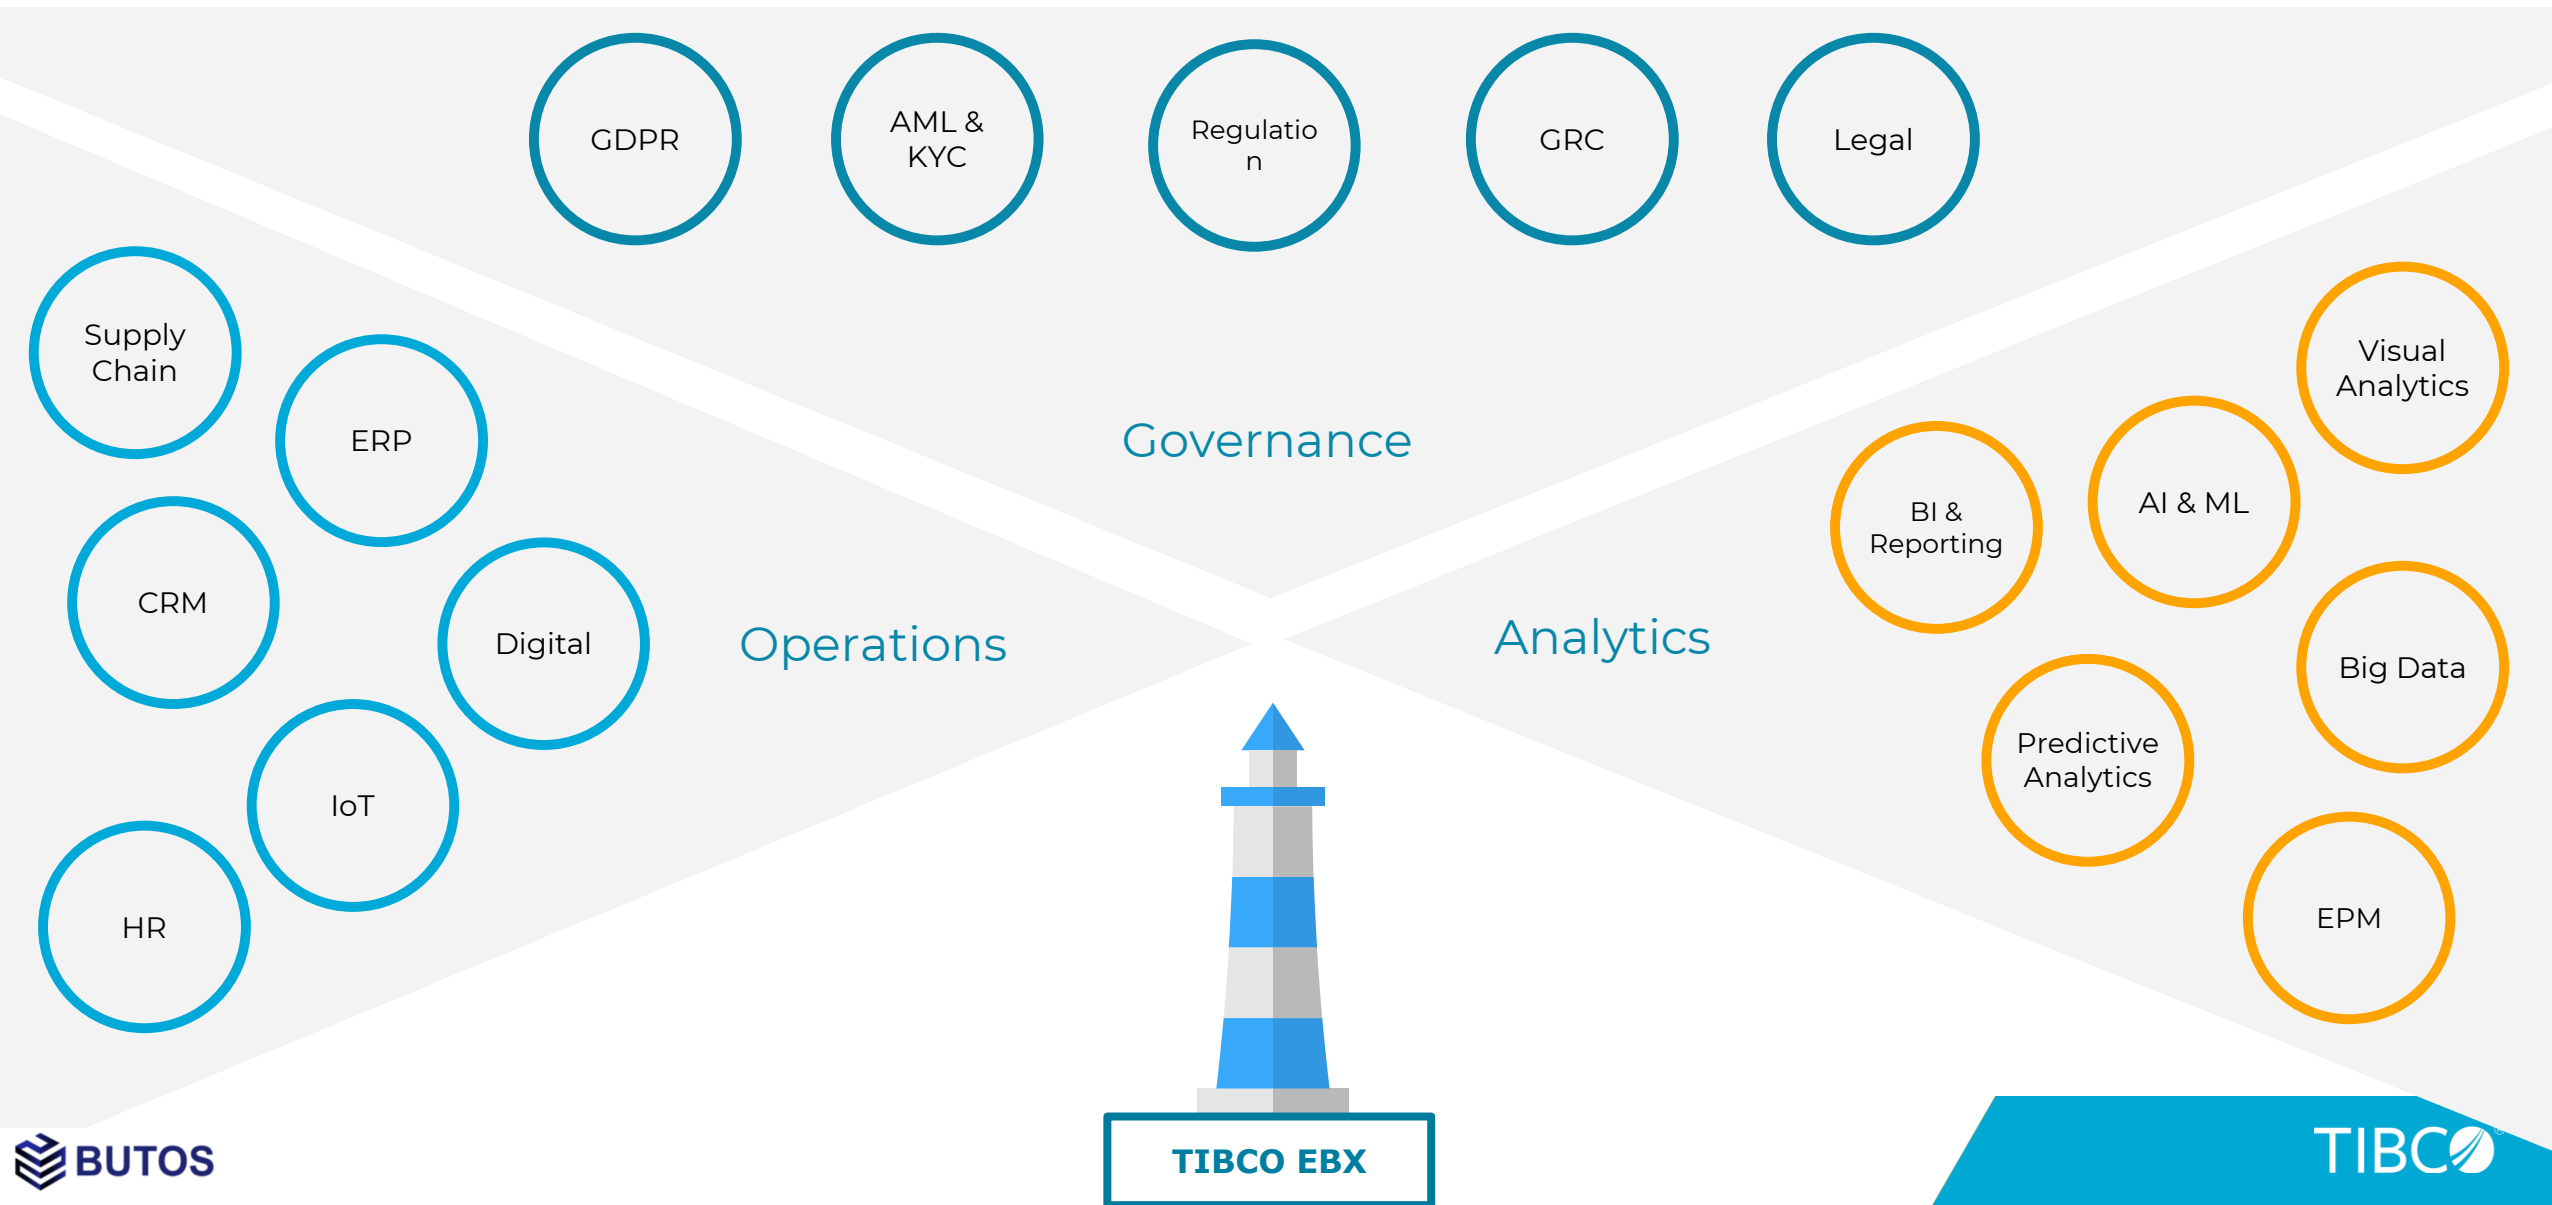 GDPR
AML &
KYC
Regulatio
n
GRC
Legal
Governance
Supply
Chain
ERP
CRM
Digital
IoT
HR
Operations
Analytics
Visual
Analytics
BI &
Reporting
AI & ML
Big Data
Predictive
Analytics
EPM
BUTOS
TIBCO EBX
TIBCO®